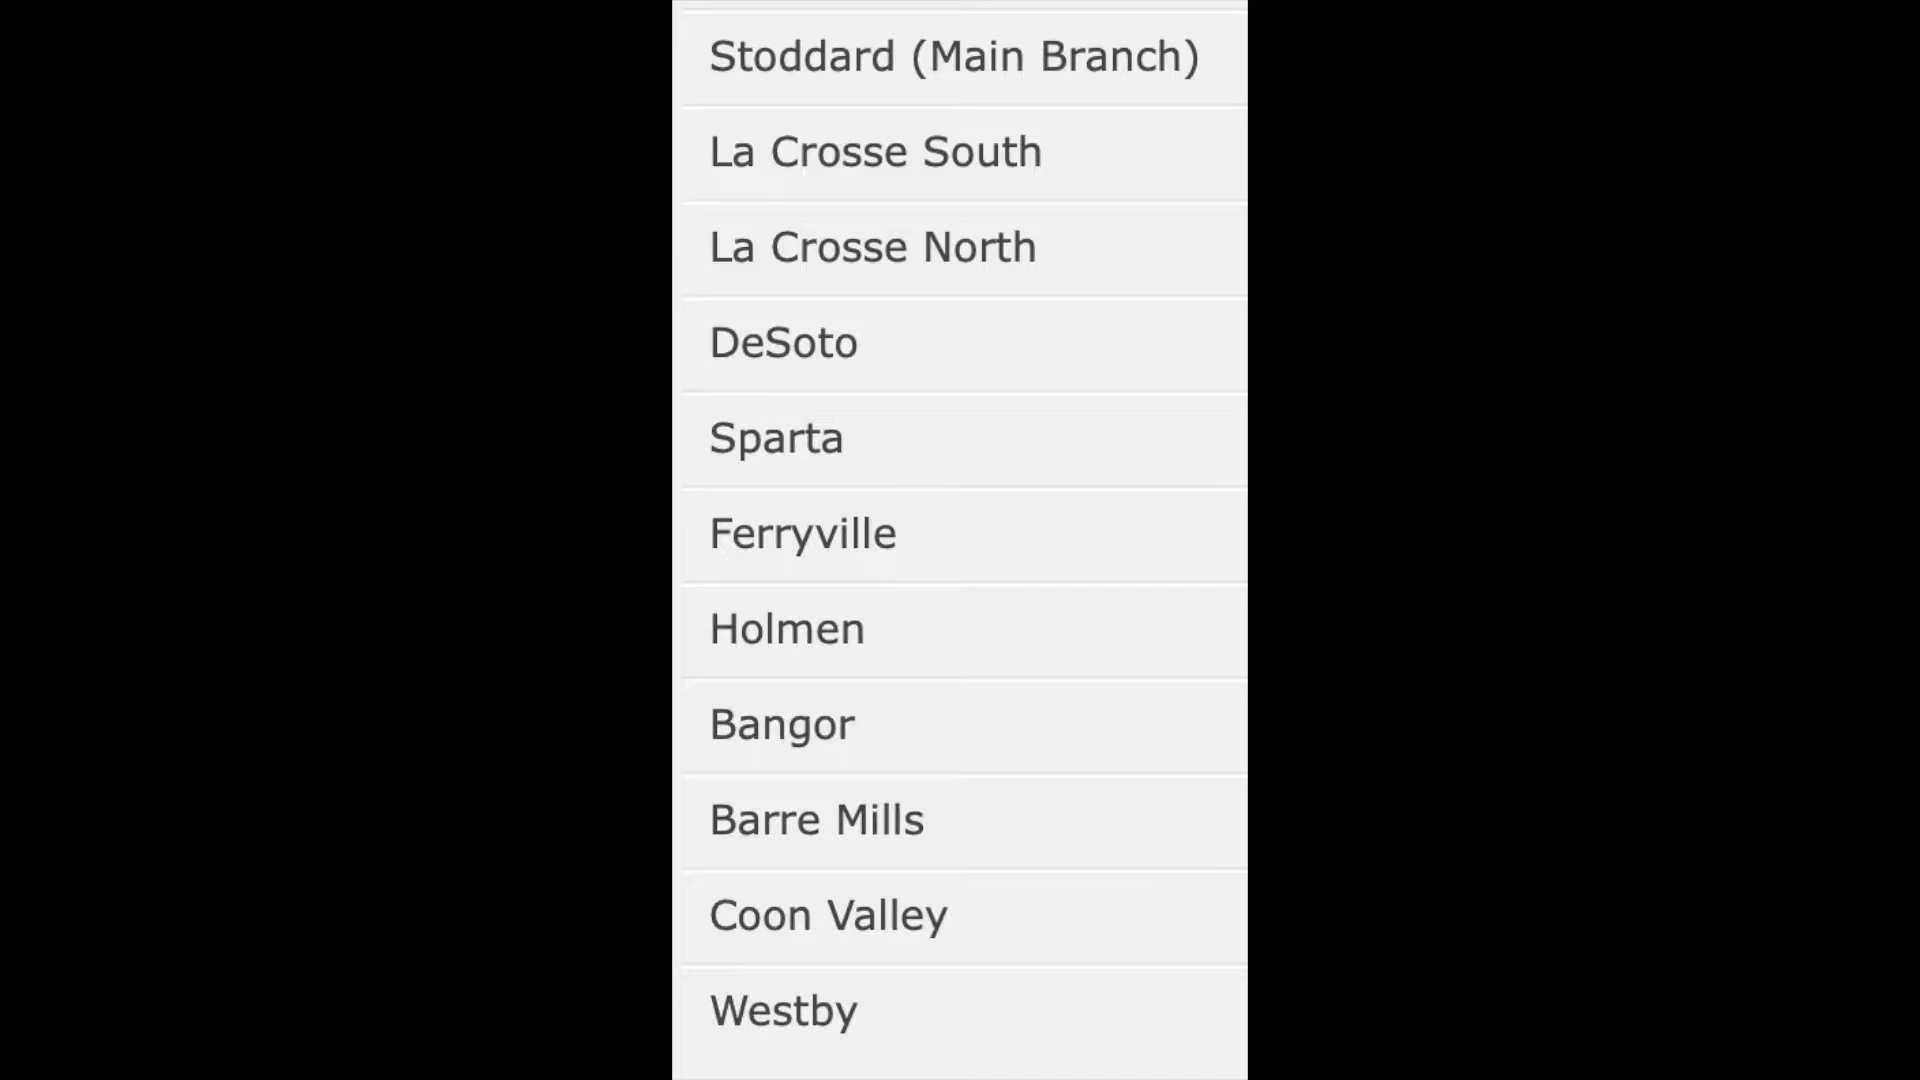 Stoddard (Main Branch)
La Crosse South
La Crosse North
DeSoto
Sparta
Ferryville
Holmen
Bangor
Barre Mills
Coon Valley
Westby